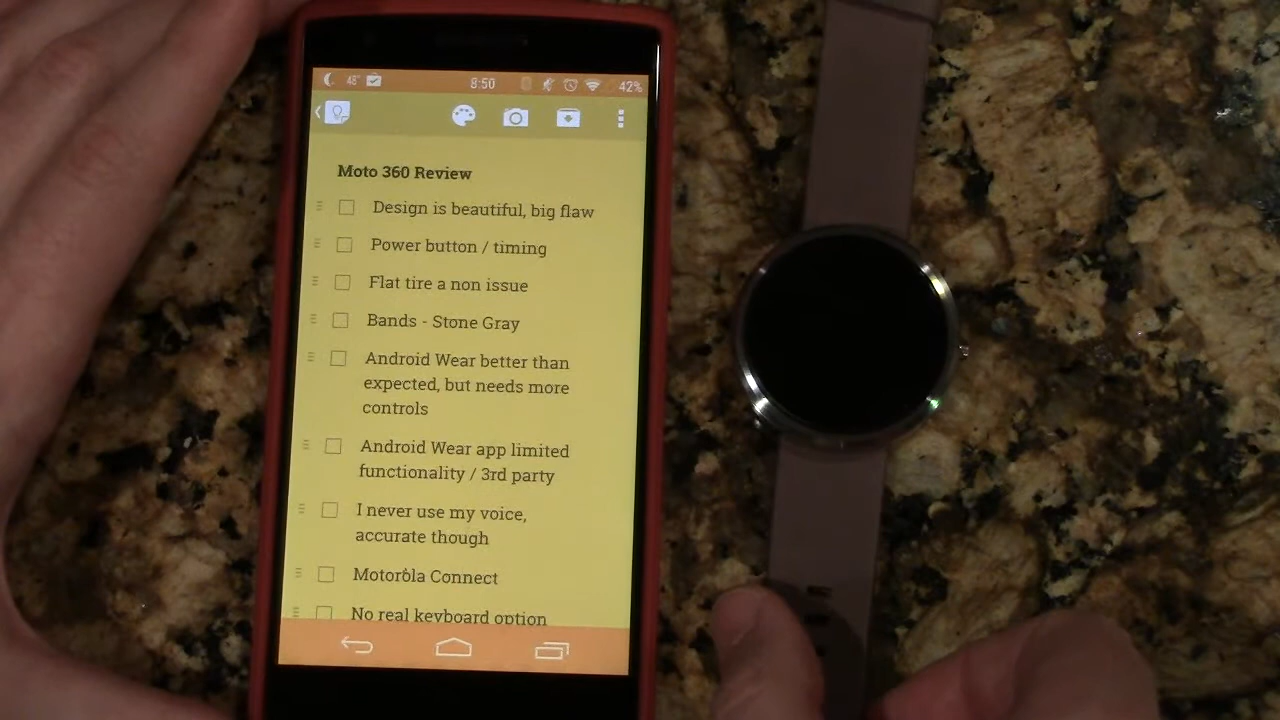 48° 8:50 42%
Moto 360 Review
Design is beautiful, big flaw
Power button / timing
Flat tire a non issue
Bands - Stone Gray
Android Wear better than
expected, but needs more
controls
Android Wear app limited
functionality / 3rd party
I never use my voice,
accurate though
Motorola Connect
No real keyboard option